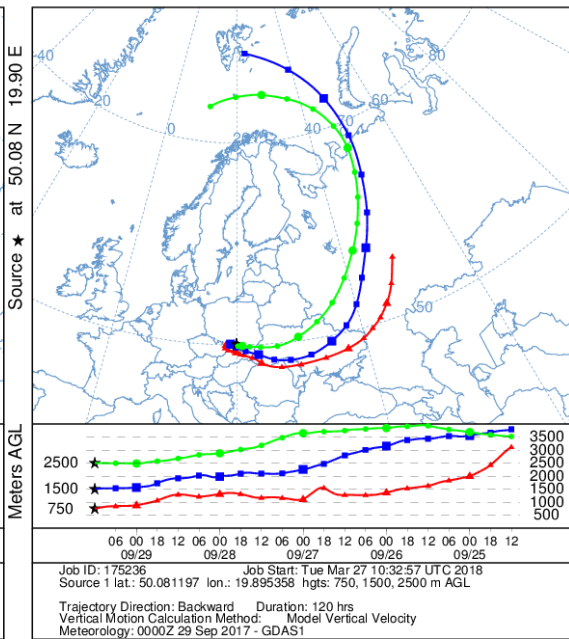 Source ★ at 50.08 N 19.90 E
40
20
0
20
40
60
70
80
50
Meters AGL
2500
1500
750
3500
3000
2500
2000
1500
1000
500
06 00 18 12 06 00 18 12 06 00 18 12 06 00 18 12 06 00 18 12
09/29 09/28 09/27 09/26 09/25
Job ID: 175236 Job Start: Tue Mar 27 10:32:57 UTC 2018
Source 1 lat.: 50.081197 lon.: 19.895358 hgts: 750, 1500, 2500 m AGL
Trajectory Direction: Backward Duration: 120 hrs
Vertical Motion Calculation Method: Model Vertical Velocity
Meteorology: 0000Z 29 Sep 2017 - GDAS1